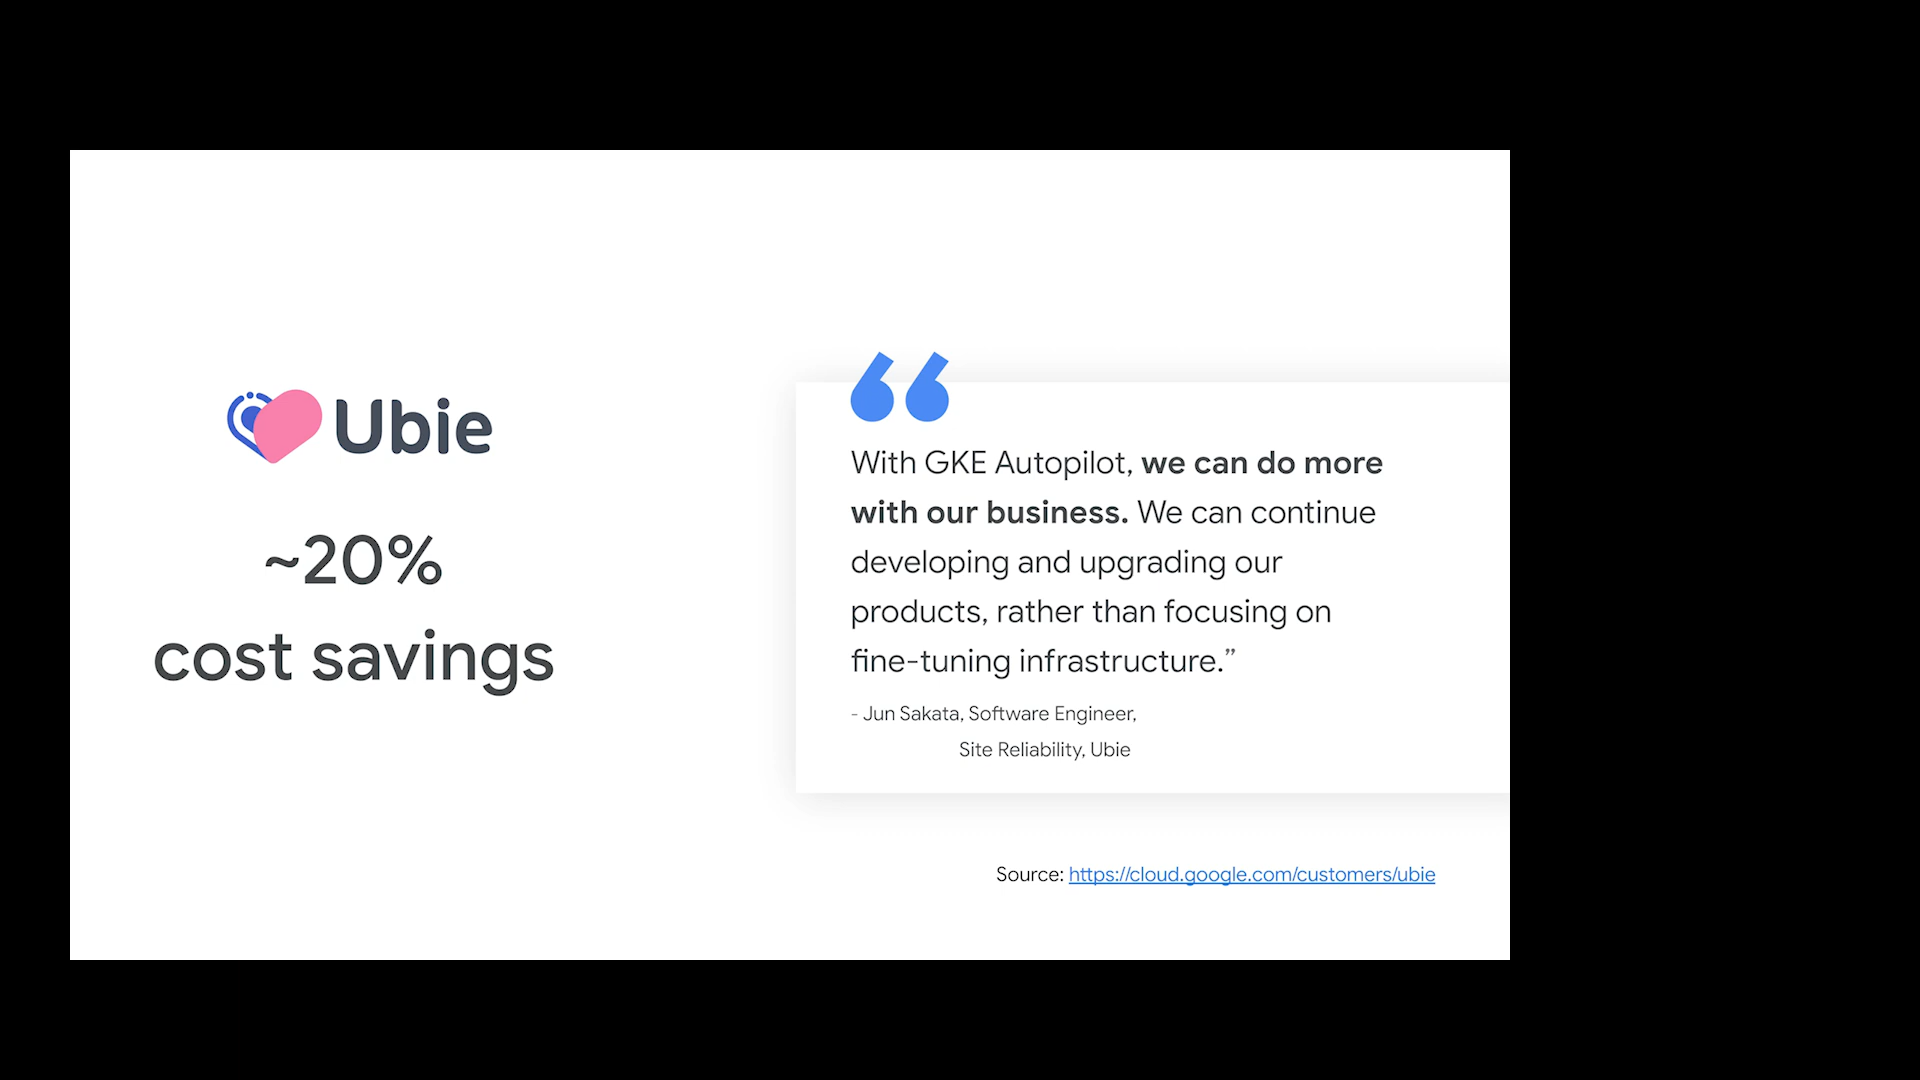 Ubie
~20%
cost savings
With GKE Autopilot, we can do more
with our business. We can continue
developing and upgrading our
products, rather than focusing on
fine-tuning infrastructure.”
- Jun Sakata, Software Engineer,
Site Reliability, Ubie
Source: https://cloud.google.com/customers/ubie